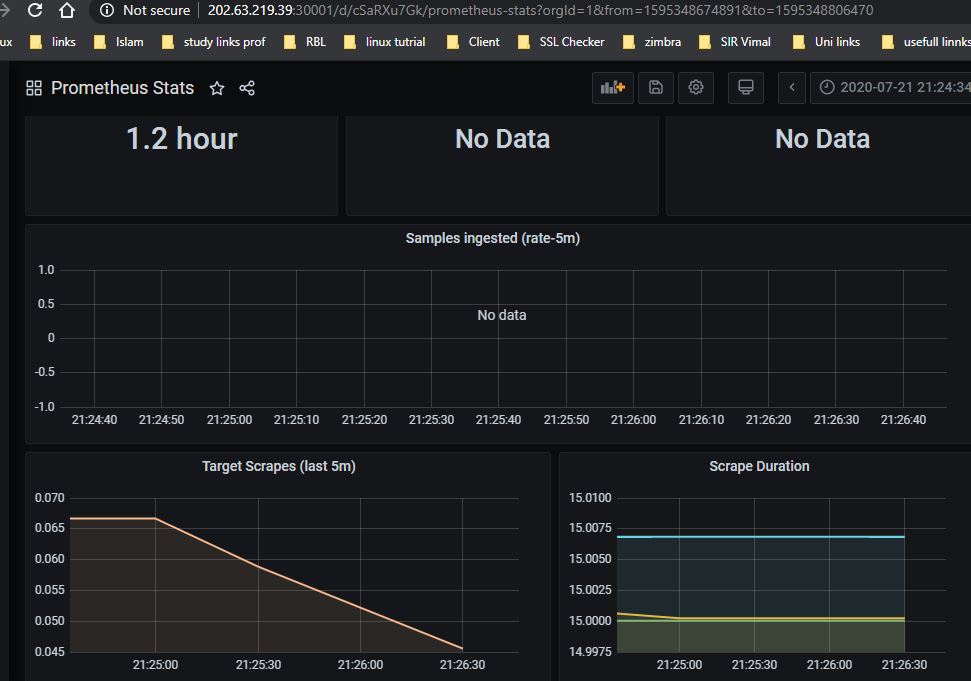 Not secure | 202.63.219.39:30001/d/cSaRXu7Gk/prometheus-stats?orgId=1&from=1595348674891&to=1595348806470
ux links Islam study links prof RBL linux tutrial Client SSL Checker zimbra SIR Vimal Uni links usefull linnks
Prometheus Stats 2020-07-21 21:24:34
1.2 hour No Data No Data
Samples ingested (rate-5m)
1.0
0.5
No data
0
-0.5
-1.0
21:24:40 21:24:50 21:25:00 21:25:10 21:25:20 21:25:30 21:25:40 21:25:50 21:26:00 21:26:10 21:26:20 21:26:30 21:26:40
Target Scrapes (last 5m)
0.070
0.065
0.060
0.055
0.050
0.045
21:25:00 21:25:30 21:26:00 21:26:30
Scrape Duration
15.0100
15.0075
15.0050
15.0025
15.0000
14.9975
21:25:00 21:25:30 21:26:00 21:26:30